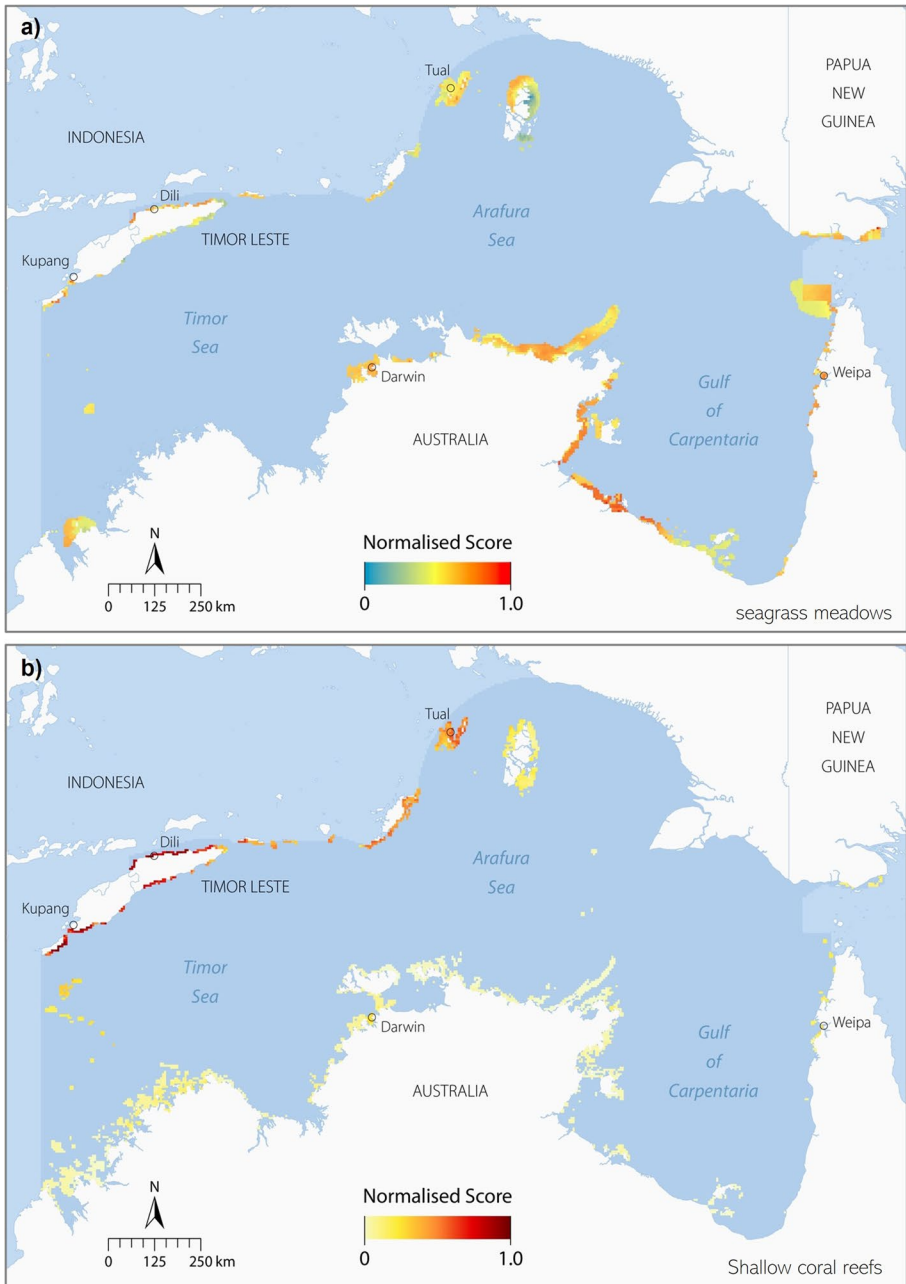 a)
Tual
PAPUA
NEW
GUINEA
INDONESIA
Dili
Arafura
Sea
TIMOR LESTE
Kupang
Timor
Sea
Darwin
Weipa
Gulf
of
Carpentaria
AUSTRALIA
N
Normalised Score
0 125 250 km
0 1.0
seagrass meadows
b)
Tual
PAPUA
NEW
GUINEA
INDONESIA
Dili
Arafura
Sea
TIMOR LESTE
Kupang
Timor
Sea
Darwin
Weipa
Gulf
of
Carpentaria
AUSTRALIA
N
Normalised Score
0 125 250 km
0 1.0
Shallow coral reefs